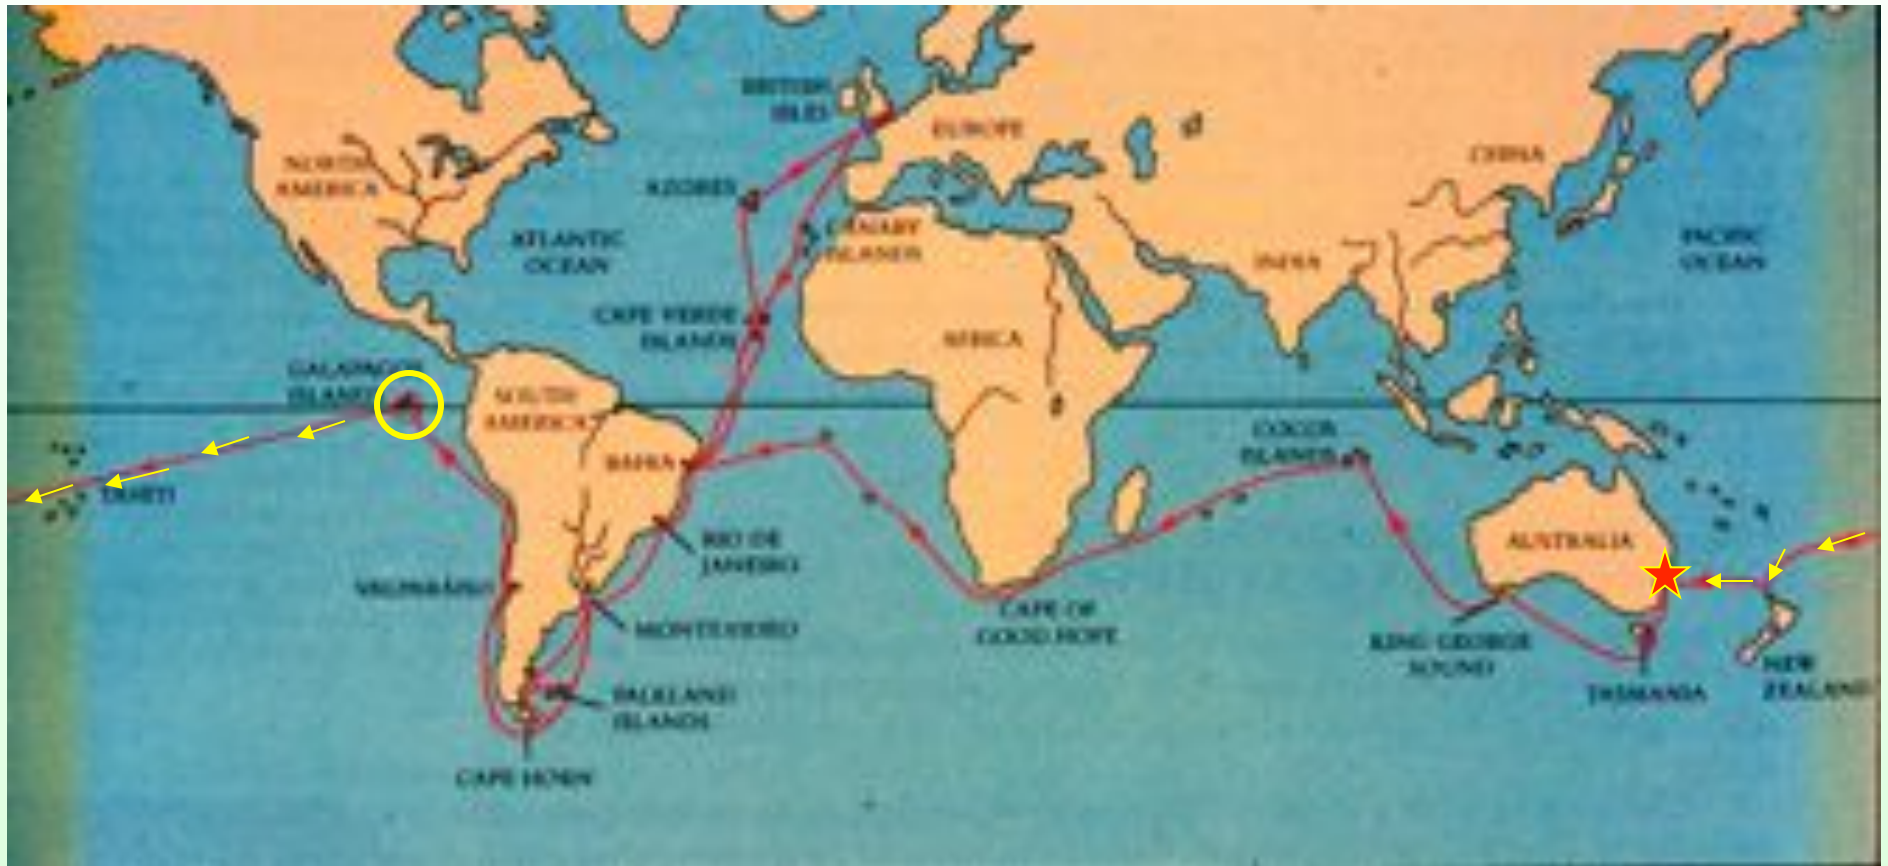 BRITISH
ISLES
EUROPE
CHINA
NORTH
AMERICA
AZORES
ATLANTIC
OCEAN
CANARY
ISLANDS
PACIFIC
OCEAN
INDIA
CAPE VERDE
ISLANDS
AFRICA
GALAPAGOS
ISLANDS
SOUTH
AMERICA
COCOS
ISLANDS
BAHIA
TAHITI
AUSTRALIA
RIO DE
JANEIRO
VALPARAISO
CAPE OF
GOOD HOPE
MONTEVIDEO
KING GEORGE
SOUND
NEW
ZEALAND
TASMANIA
FALKLAND
ISLANDS
CAPE HORN